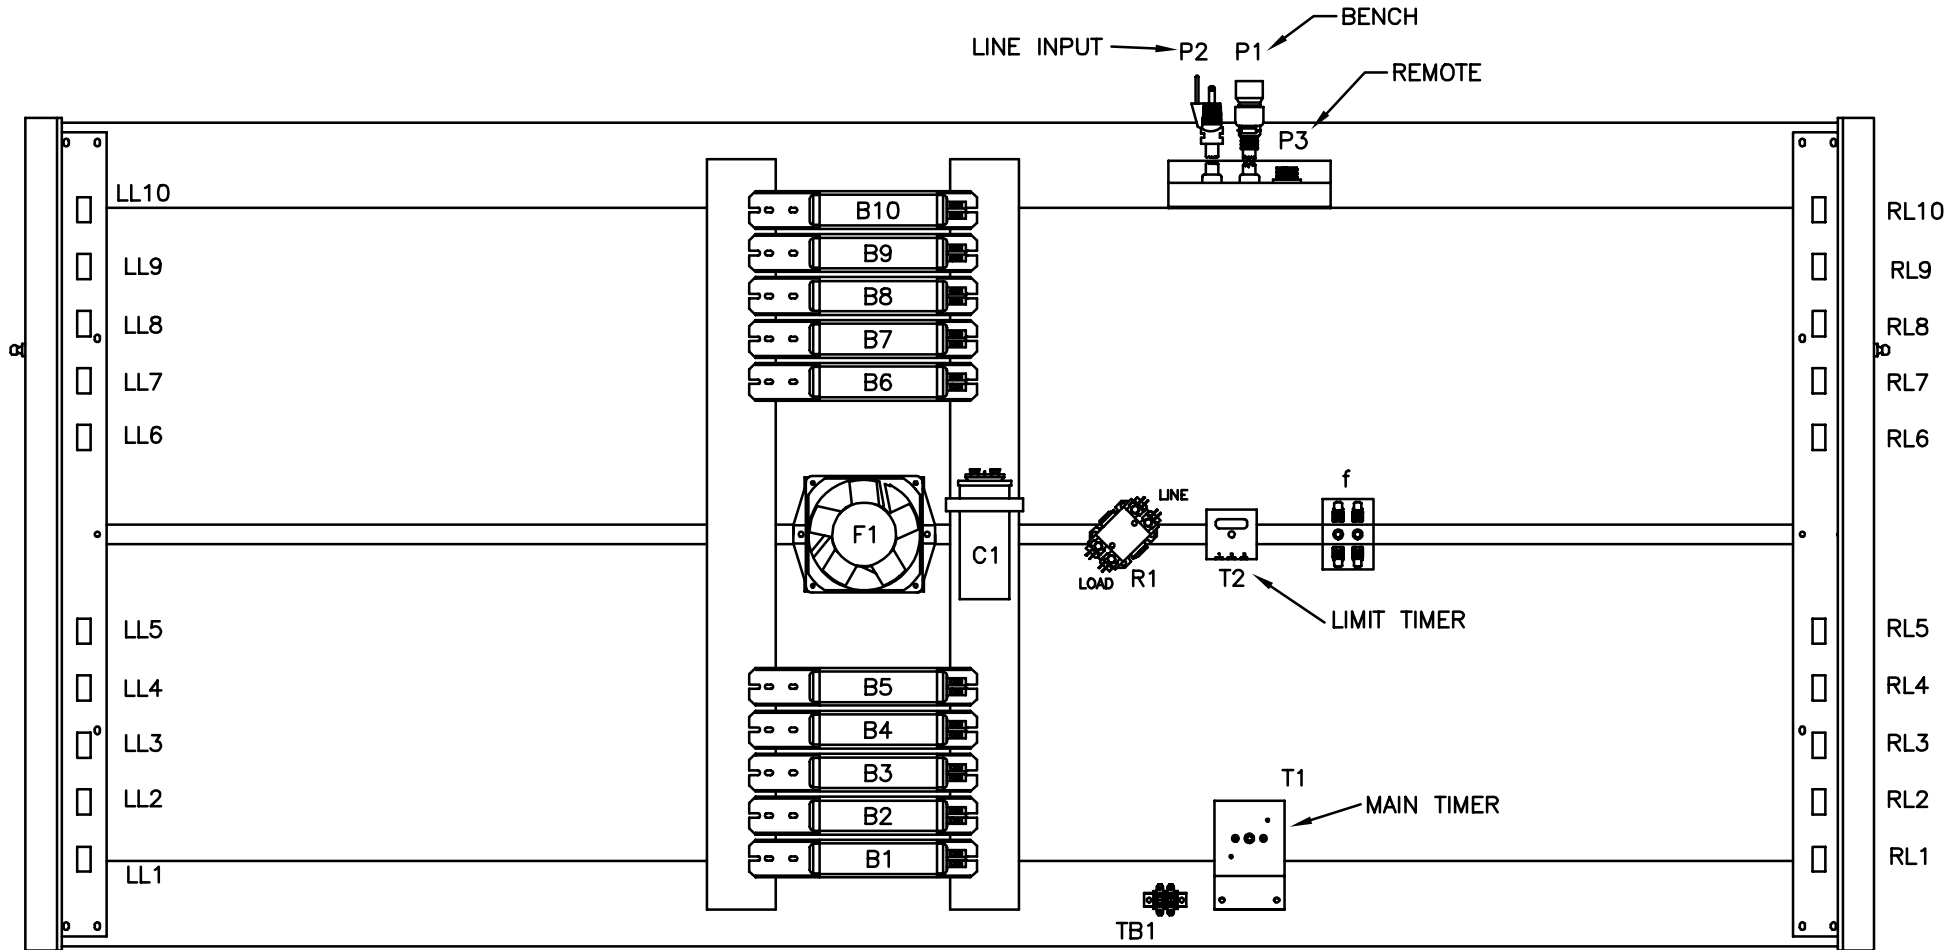 BENCH
LINE INPUT
P2
P1
REMOTE
P3
LL10
B10
RL10
B9
LL9
RL9
B8
LL8
RL8
B7
LL7
B6
RL7
LL6
RL6
f
LINE
F1
C1
LOAD
R1
T2
LIMIT TIMER
LL5
RL5
LL4
B5
RL4
B4
LL3
RL3
B3
T1
LL2
RL2
MAIN TIMER
B2
B1
RL1
LL1
TB1